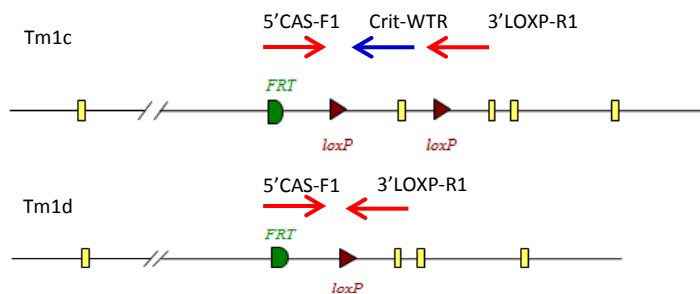 5’CAS-F1 Crit-WTR 3’LOXP-R1
Tm1c
FRT
loxP loxP
5’CAS-F1 3’LOXP-R1
Tm1d
FRT
loxP